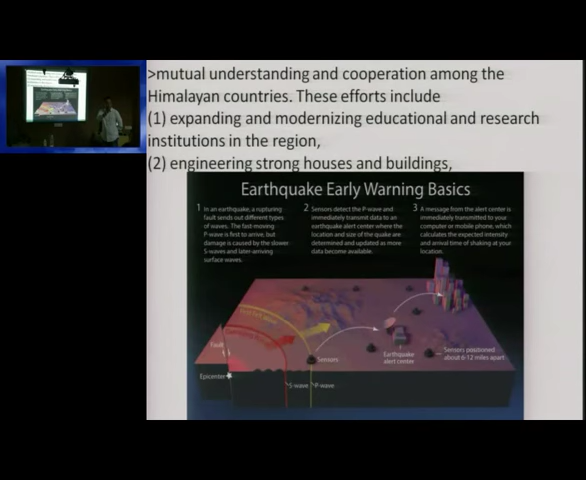 >mutual understanding and cooperation among the
Himalayan countries. These efforts include
(1) expanding and modernizing educational and research
institutions in the region,
(2) engineering strong houses and buildings,
Earthquake Early Warning Basics
1 In an earthquake, a rupturing
fault sends out different types
of waves. The fast-moving
P-wave is first to arrive, but
damage is caused by the slower
S-waves and later-arriving
surface waves.
2 Sensors detect the P-wave and
immediately transmit data to an
earthquake alert center where the
location and size of the quake are
determined and updated as more
data become available.
3 A message from the alert center is
immediately transmitted to your
computer or mobile phone, which
calculates the expected intensity
and arrival time of shaking at your
location.
Fault
Epicenter
Sensors
S-wave
P-wave
Earthquake
alert center
Sensors positioned
about 6-12 miles apart